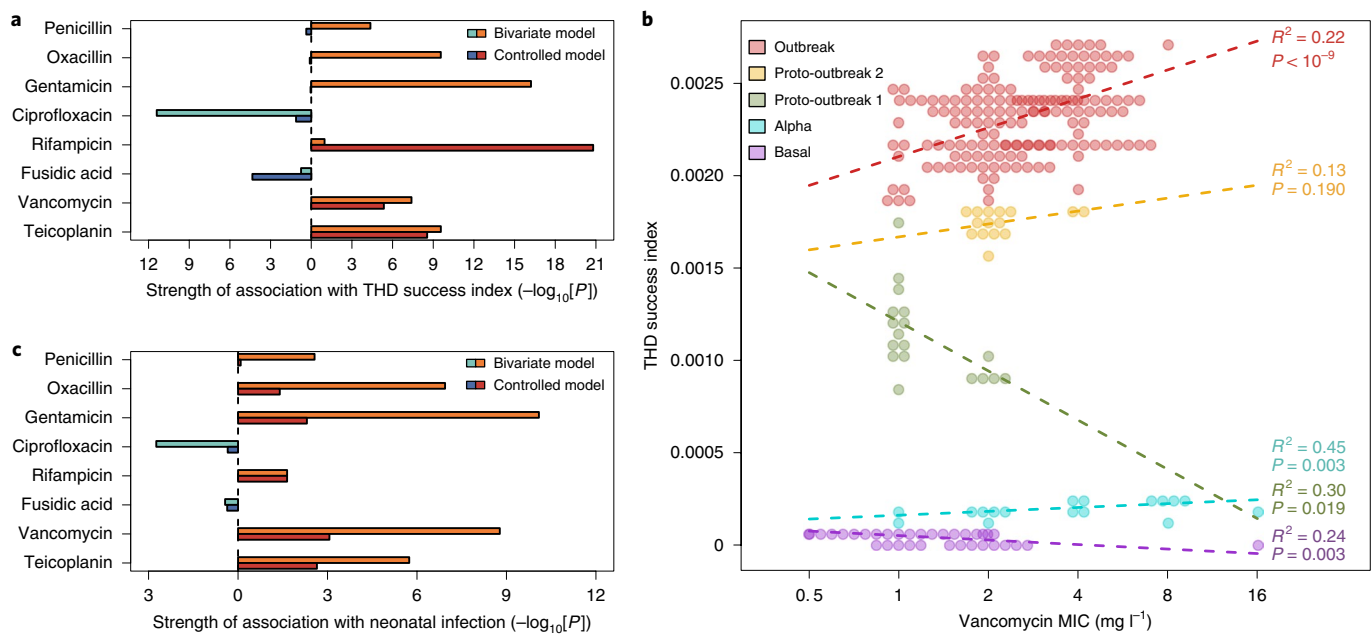 a
Penicillin
Oxacillin
Gentamicin
Ciprofloxacin
Rifampicin
Fusidic acid
Vancomycin
Teicoplanin
Bivariate model
Controlled model
12 9 6 3 0 3 6 9 12 15 18 21
Strength of association with THD success index (–log10[P])
c
Penicillin
Oxacillin
Gentamicin
Ciprofloxacin
Rifampicin
Fusidic acid
Vancomycin
Teicoplanin
Bivariate model
Controlled model
3 0 3 6 9 12
Strength of association with neonatal infection (–log10[P])
b
THD success index
0.0025
0.0020
0.0015
0.0010
0.0005
0
Outbreak
Proto-outbreak 2
Proto-outbreak 1
Alpha
Basal
R² = 0.22
P < 10⁻⁹
R² = 0.13
P = 0.190
R² = 0.45
P = 0.003
R² = 0.30
P = 0.019
R² = 0.24
P = 0.003
0.5 1 2 4 8 16
Vancomycin MIC (mg l⁻¹)